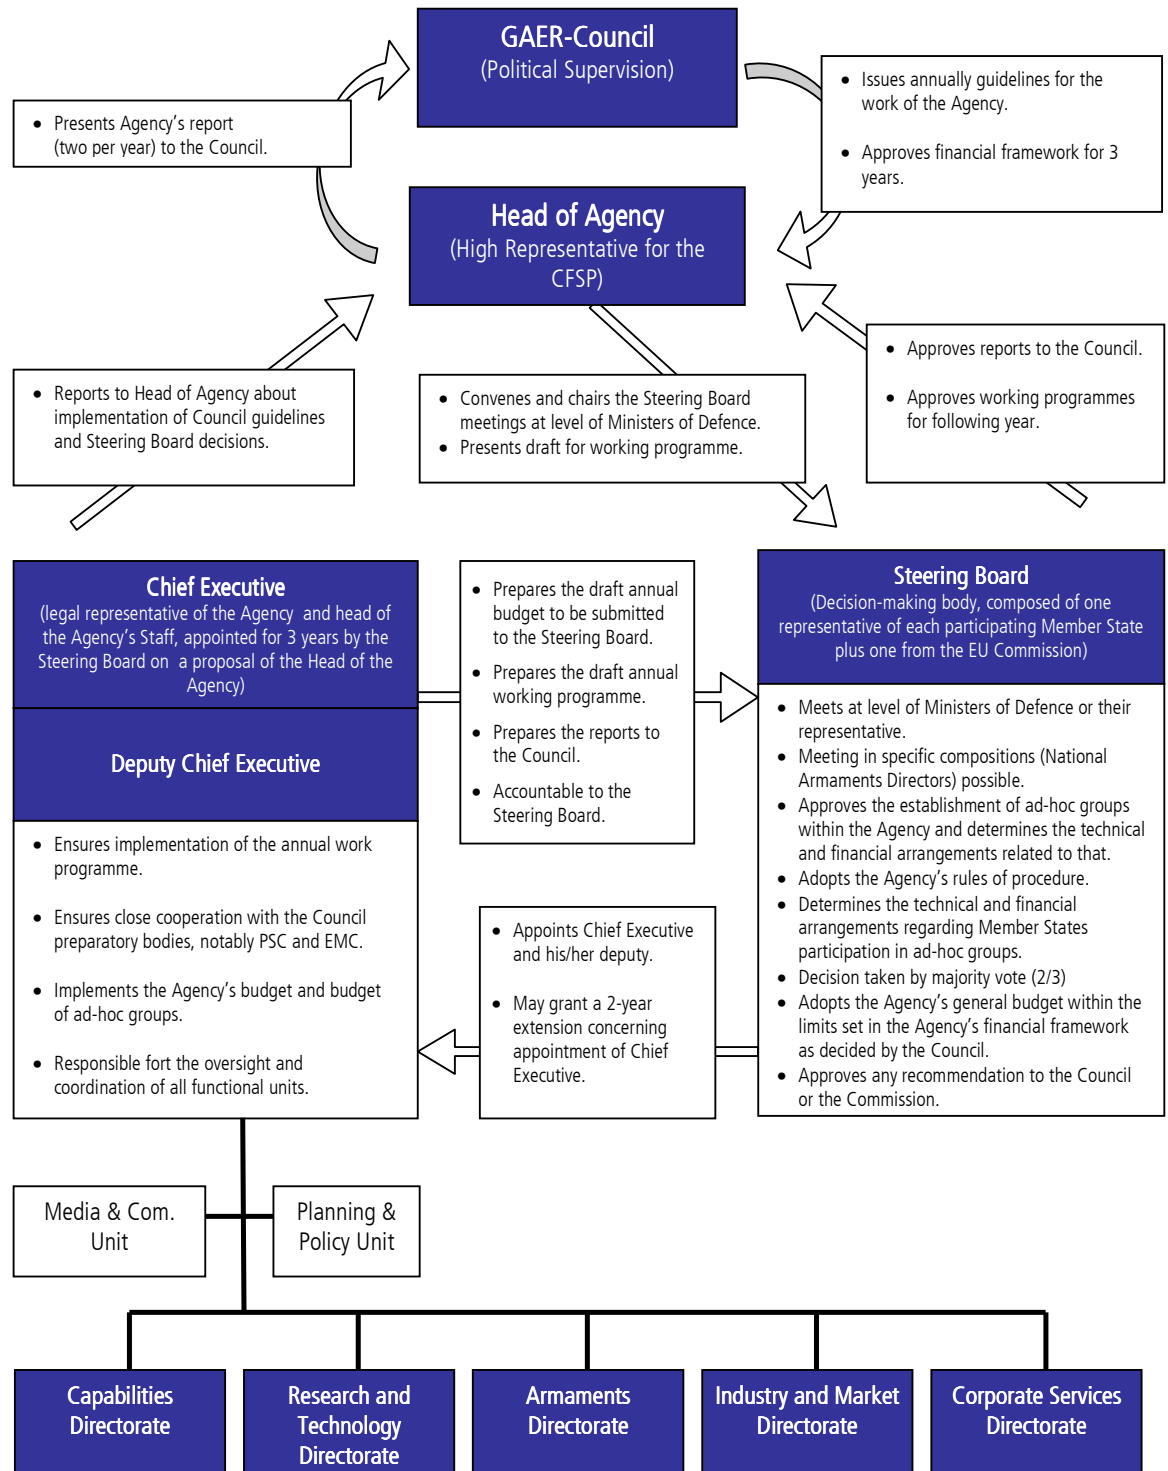 GAER-Council
(Political Supervision)
• Issues annually guidelines for the
work of the Agency.
• Approves financial framework for 3
years.
• Presents Agency's report
(two per year) to the Council.
Head of Agency
(High Representative for the
CFSP)
• Reports to Head of Agency about
implementation of Council guidelines
and Steering Board decisions.
• Convenes and chairs the Steering Board
meetings at level of Ministers of Defence.
• Presents draft for working programme.
• Approves reports to the Council.
• Approves working programmes
for following year.
Chief Executive
(legal representative of the Agency and head of
the Agency's Staff, appointed for 3 years by the
Steering Board on a proposal of the Head of the
Agency)
Deputy Chief Executive
• Ensures implementation of the annual work
programme.
• Ensures close cooperation with the Council
preparatory bodies, notably PSC and EMC.
• Implements the Agency's budget and budget
of ad-hoc groups.
• Responsible fort the oversight and
coordination of all functional units.
• Prepares the draft annual
budget to be submitted
to the Steering Board.
• Prepares the draft annual
working programme.
• Prepares the reports to
the Council.
• Accountable to the
Steering Board.
• Appoints Chief Executive
and his/her deputy.
• May grant a 2-year
extension concerning
appointment of Chief
Executive.
Steering Board
(Decision-making body, composed of one
representative of each participating Member State
plus one from the EU Commission)
• Meets at level of Ministers of Defence or their
representative.
• Meeting in specific compositions (National
Armaments Directors) possible.
• Approves the establishment of ad-hoc groups
within the Agency and determines the technical
and financial arrangements related to that.
• Adopts the Agency's rules of procedure.
• Determines the technical and financial
arrangements regarding Member States
participation in ad-hoc groups.
• Decision taken by majority vote (2/3)
• Adopts the Agency's general budget within the
limits set in the Agency's financial framework
as decided by the Council.
• Approves any recommendation to the Council
or the Commission.
Media & Com.
Unit
Planning &
Policy Unit
Capabilities
Directorate
Research and
Technology
Directorate
Armaments
Directorate
Industry and Market
Directorate
Corporate Services
Directorate